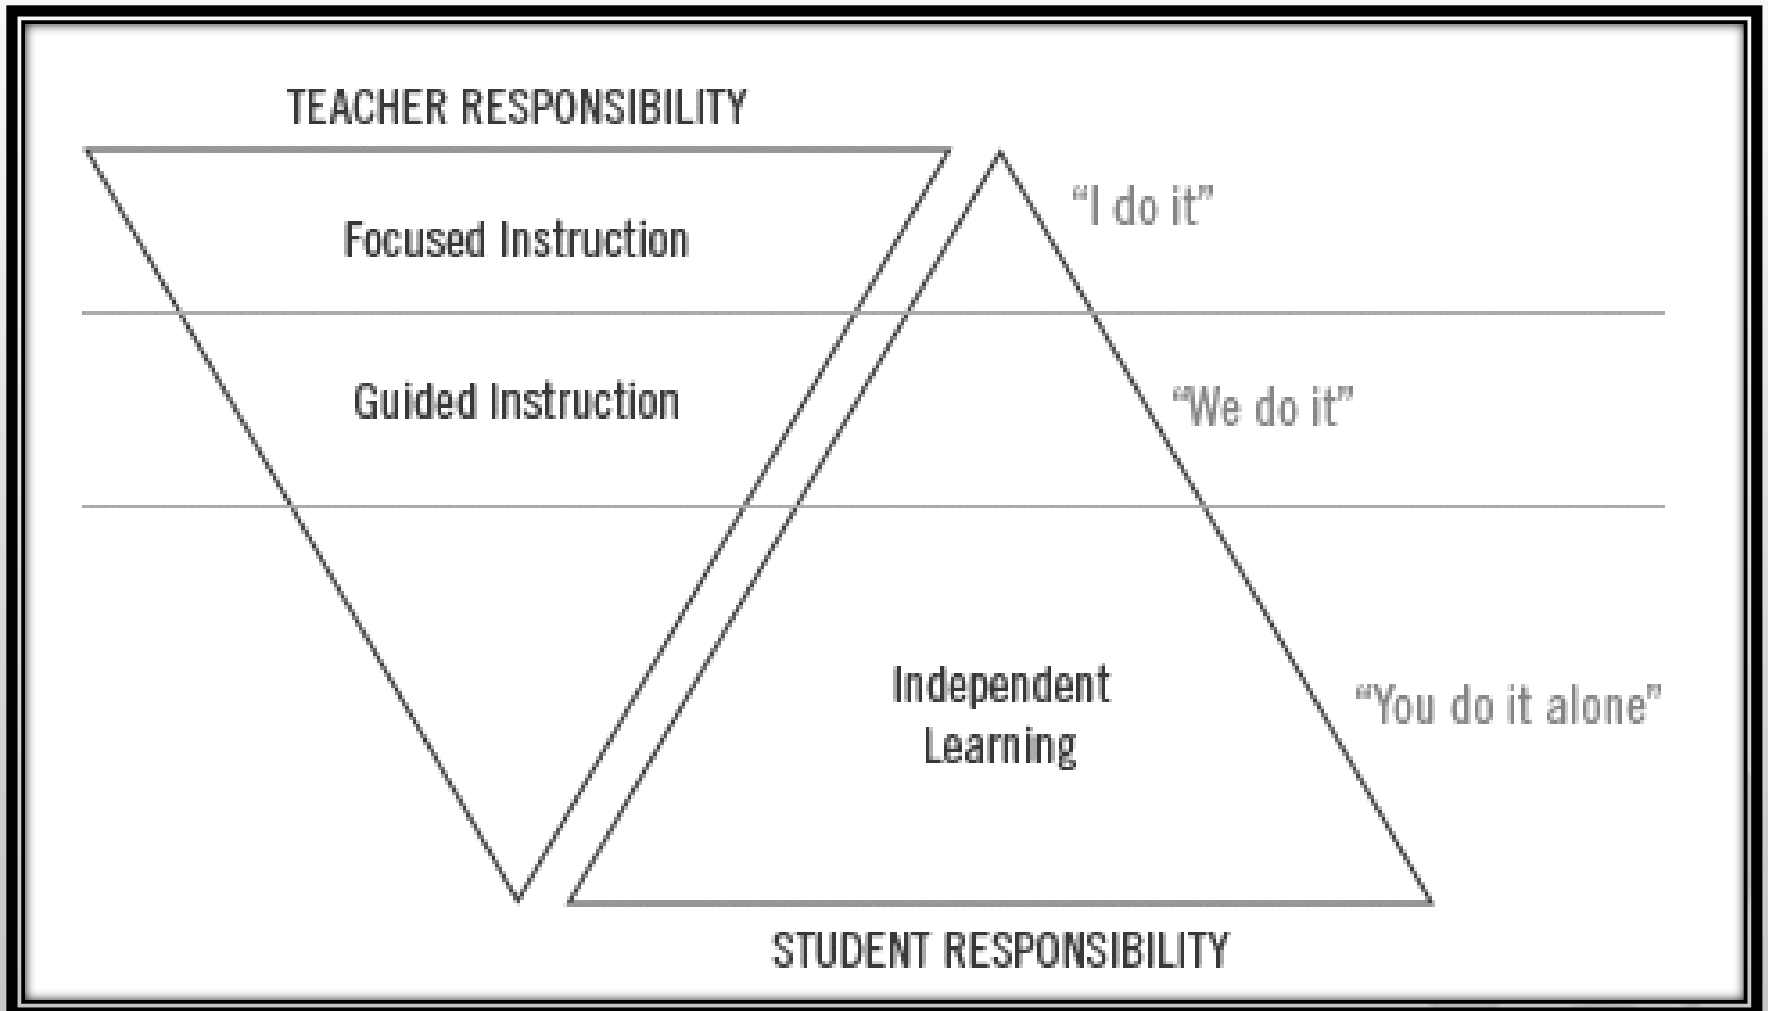 TEACHER RESPONSIBILITY
Focused Instruction
“I do it”
Guided Instruction
“We do it”
Independent
Learning
“You do it alone”
STUDENT RESPONSIBILITY